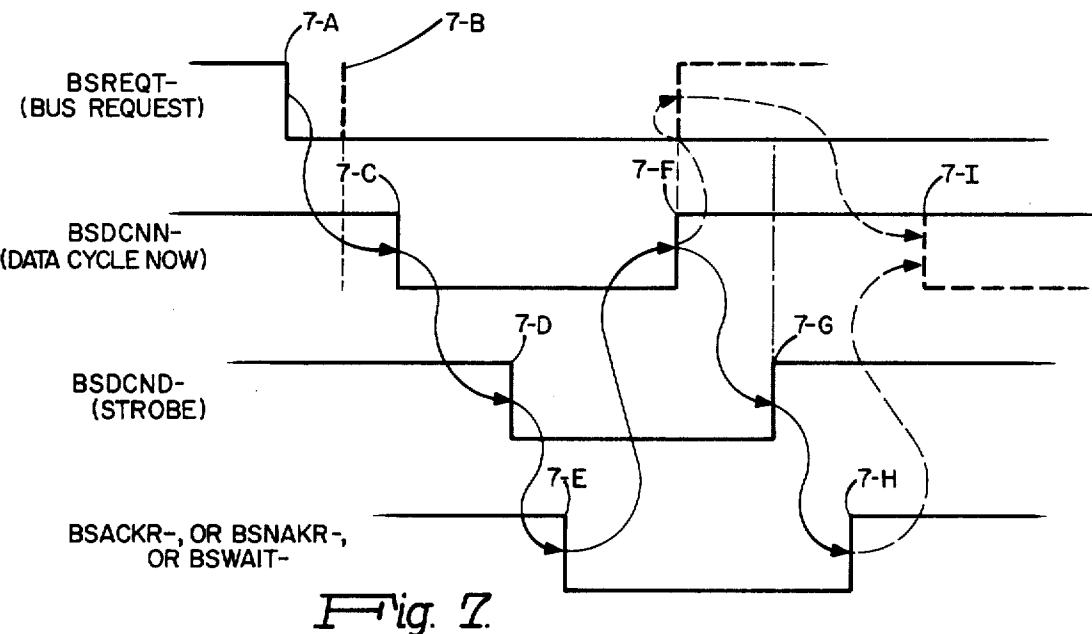 7-A
7-B
BSREQT-
(BUS REQUEST)
7-C
7-F
7-I
BSDCNN-
(DATA CYCLE NOW)
7-D
7-G
BSDCND-
(STROBE)
7-E
7-H
BSACKR-, OR BSNAKR-,
OR BSWAIT-
Fig. 7.